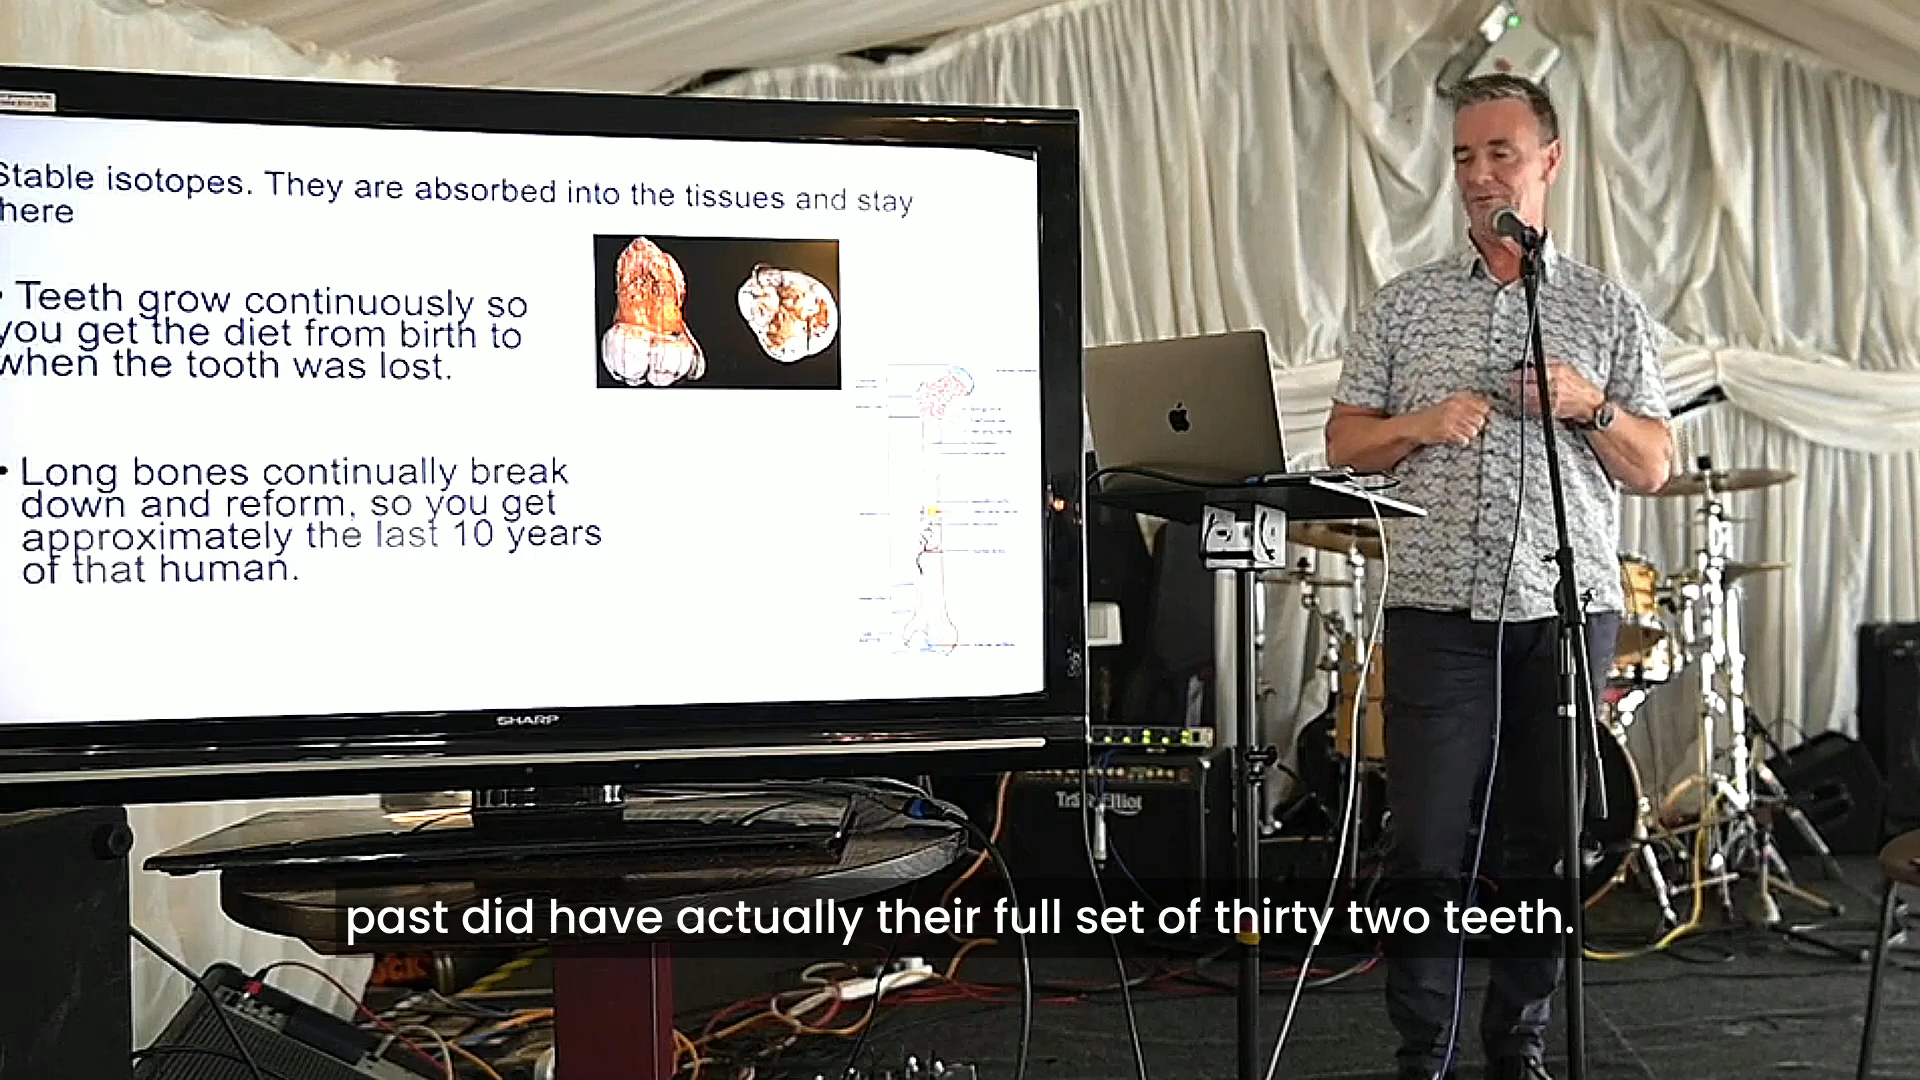 Stable isotopes. They are absorbed into the tissues and stay
here
• Teeth grow continuously so
you get the diet from birth to
when the tooth was lost.
• Long bones continually break
down and reform, so you get
approximately the last 10 years
of that human.
SHARP
Trace Elliot
past did have actually their full set of thirty two teeth.